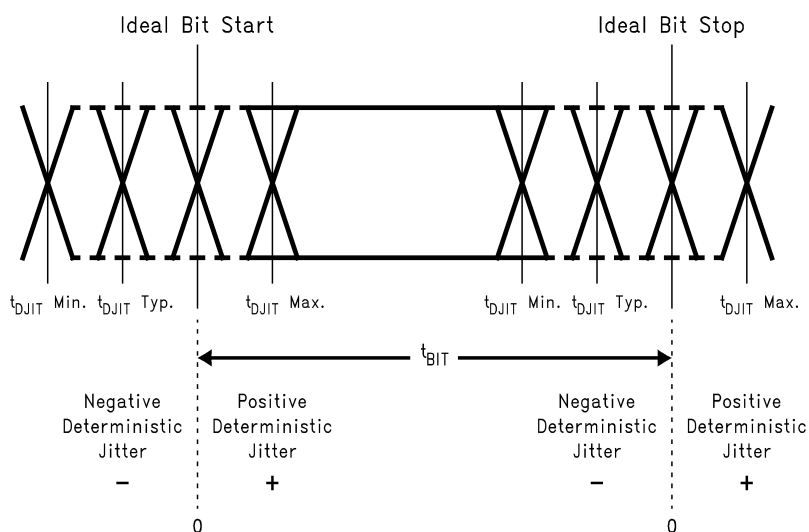 Ideal Bit Start
Ideal Bit Stop
tDJIT Min.
tDJIT Typ.
tDJIT Max.
tDJIT Min.
tDJIT Typ.
tDJIT Max.
tBIT
Negative
Deterministic
Jitter
−
Positive
Deterministic
Jitter
+
Negative
Deterministic
Jitter
−
Positive
Deterministic
Jitter
+
0
0